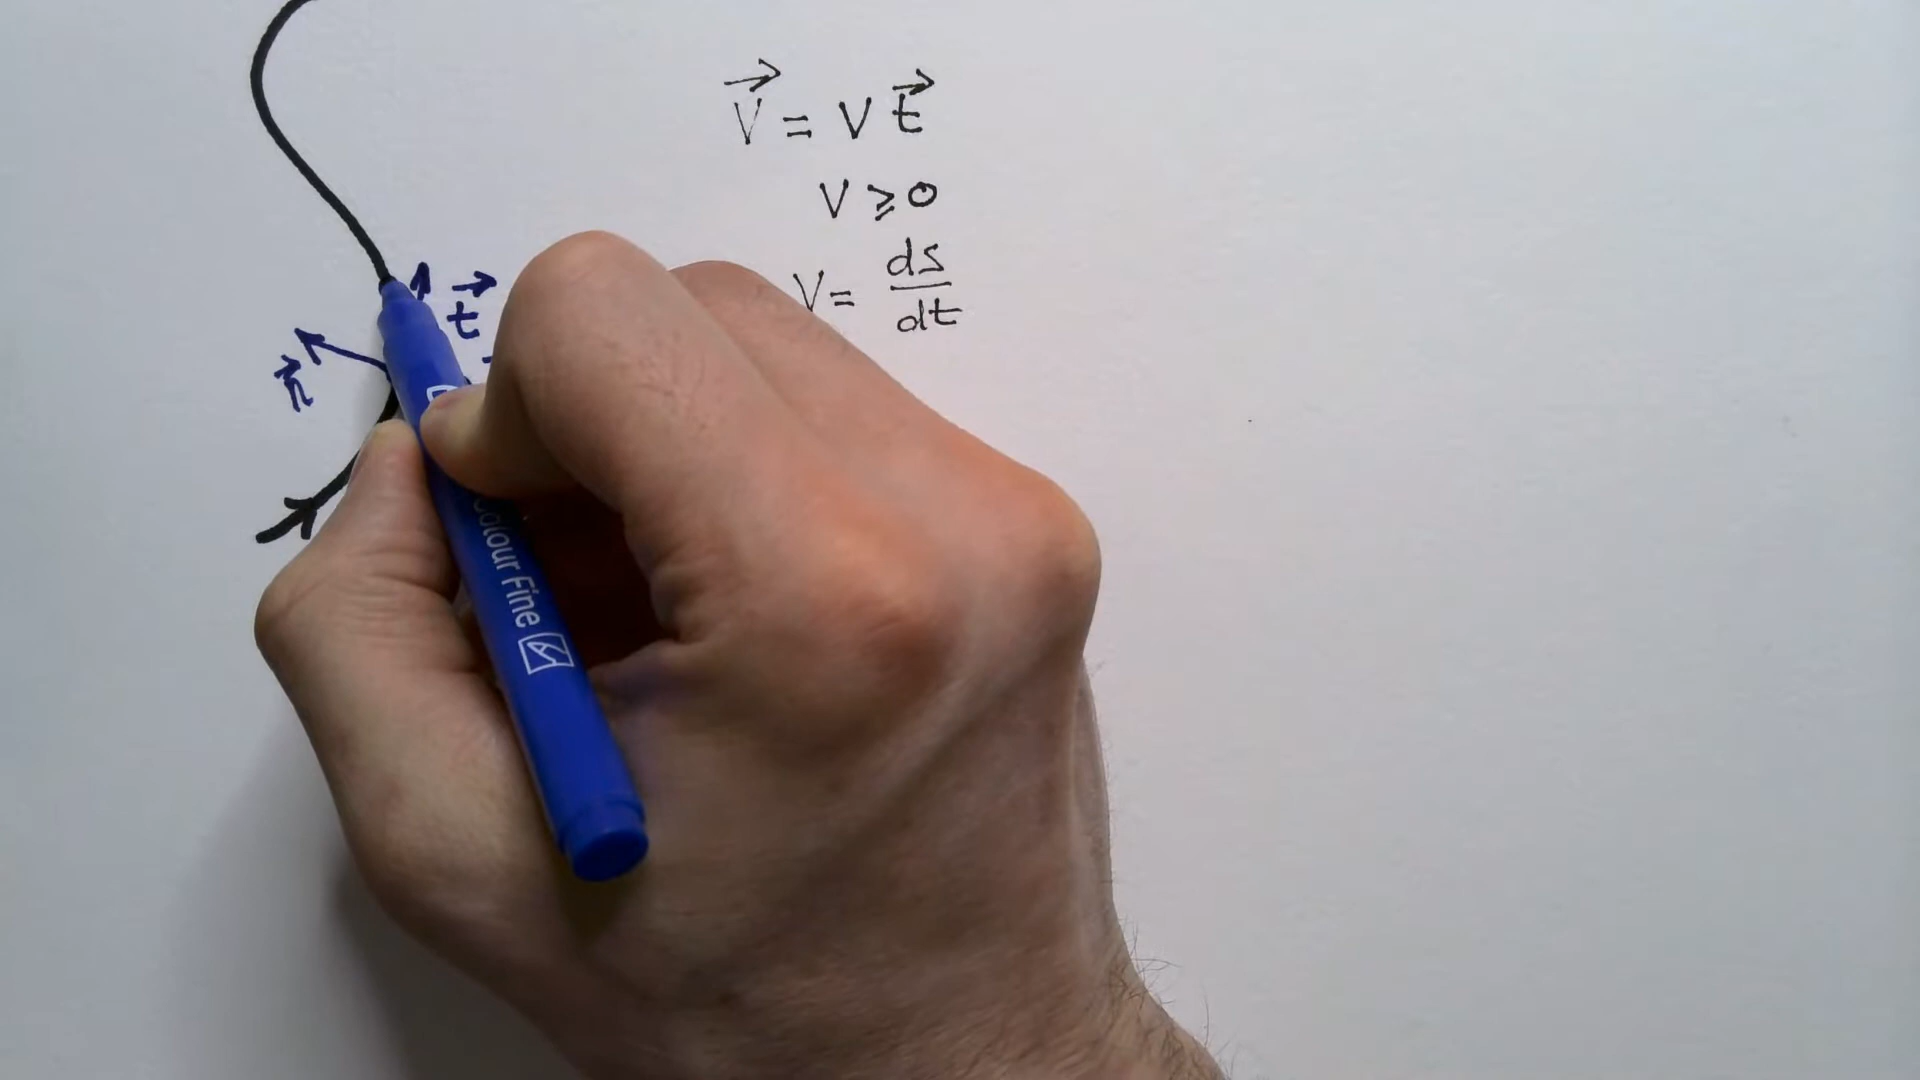 v⃗ = v t⃗
v ⩾ 0
v = ds/dt
t⃗
n⃗
Colour Fine